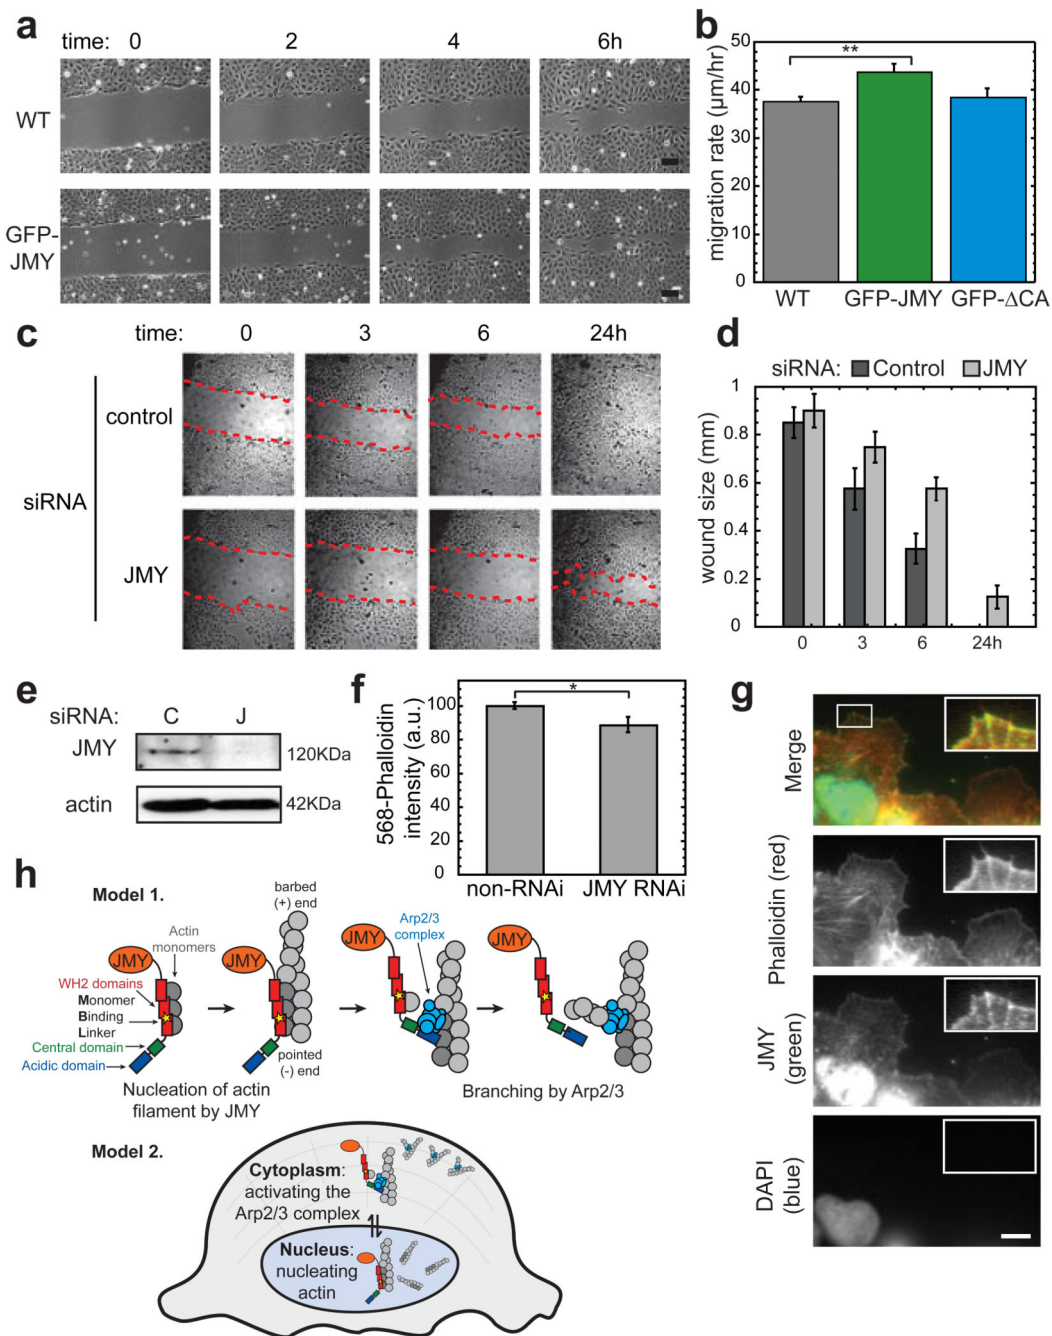 a
time: 0 2 4 6h
WT
GFP-
JMY
b
migration rate (μm/hr)
50
40
30
20
10
0
**
WT GFP-JMY GFP-ΔCA
c
time: 0 3 6 24h
siRNA
control
JMY
d
siRNA: Control JMY
wound size (mm)
1
0.8
0.6
0.4
0.2
0
0 3 6 24h
e
siRNA: C J
JMY 120KDa
actin 42KDa
f
568-Phalloidin
intensity (a.u.)
100
80
60
40
20
0
*
non-RNAi JMY RNAi
g
Merge
Phalloidin (red)
JMY
(green)
DAPI
(blue)
h
Model 1.
JMY
Actin
monomers
WH2 domains
Monomer
Binding
Linker
Central domain
Acidic domain
JMY
barbed
(+) end
pointed
(-) end
Nucleation of actin
filament by JMY
JMY
Arp2/3
complex
JMY
Branching by Arp2/3
Model 2.
Cytoplasm:
activating the
Arp2/3 complex
Nucleus:
nucleating
actin